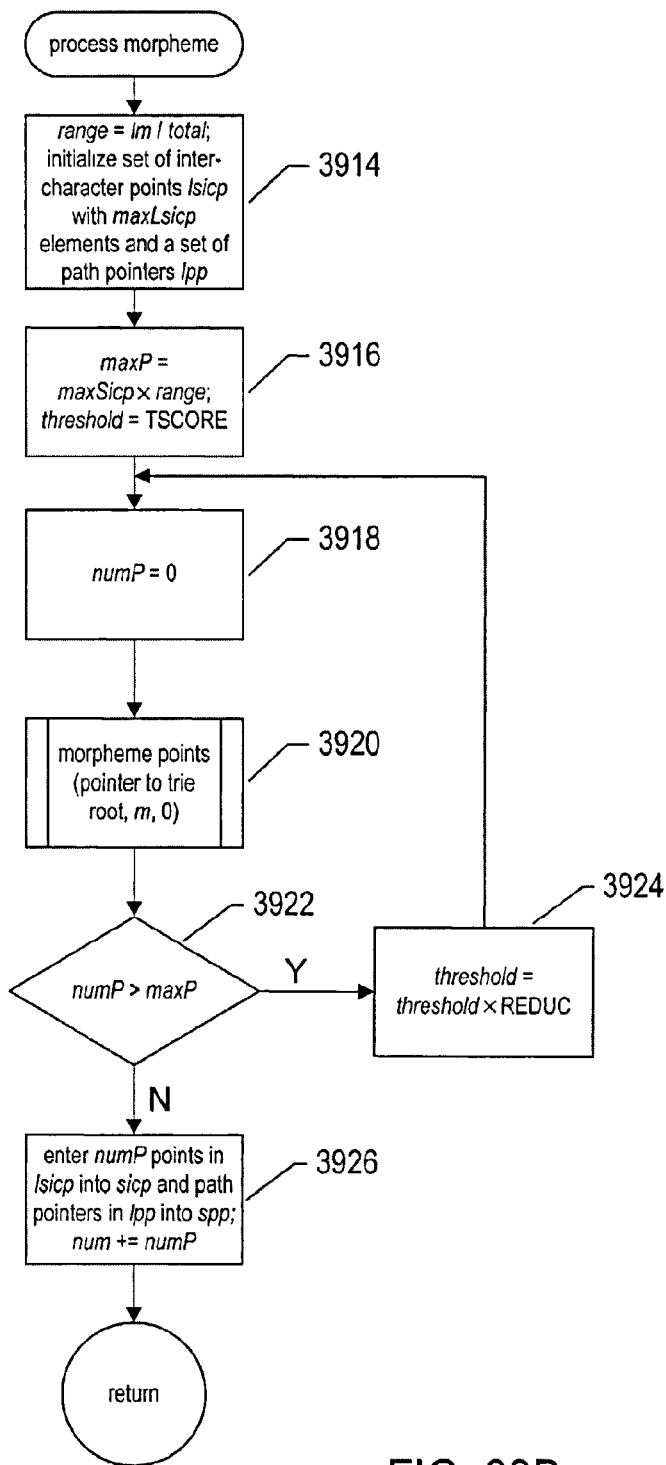 process morpheme
range = lm / total;
initialize set of inter-
character points lsicp
with maxLsicp
elements and a set of
path pointers lpp
3914
maxP =
maxSicp × range;
threshold = TSCORE
3916
numP = 0
3918
morpheme points
(pointer to trie
root, m, 0)
3920
3922
numP > maxP
Y
3924
threshold =
threshold × REDUC
N
enter numP points in
lsicp into sicp and path
pointers in lpp into spp;
num += numP
3926
return